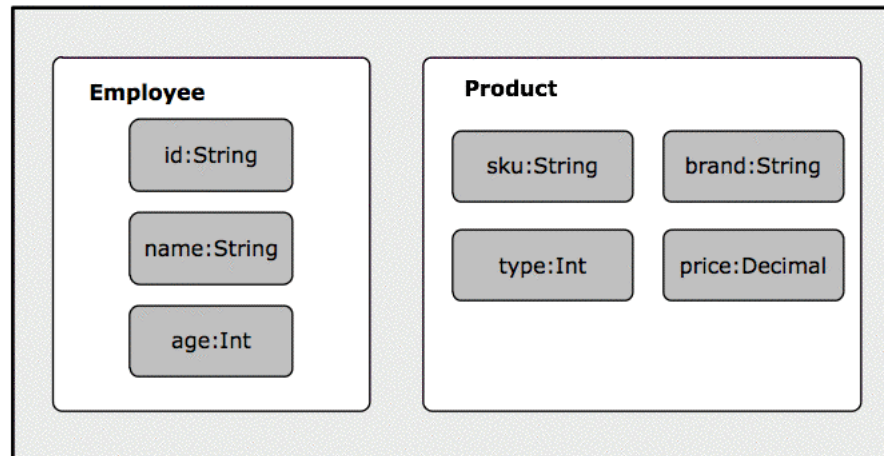 Employee
id:String
name:String
age:Int
Product
sku:String
brand:String
type:Int
price:Decimal